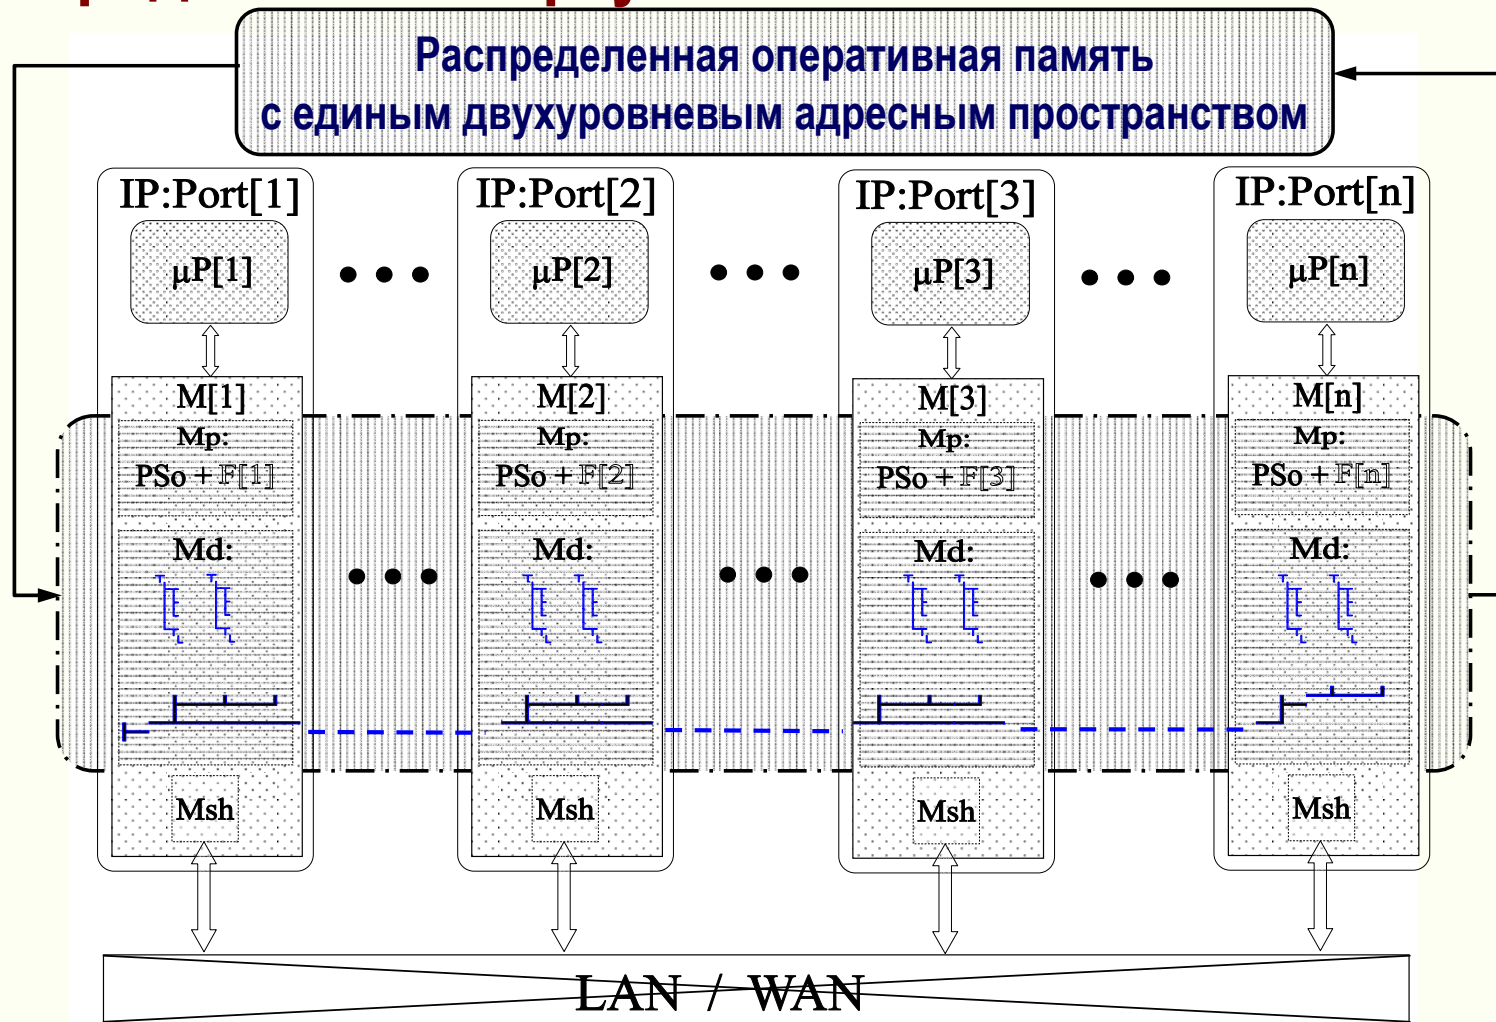 Распределенная оперативная память
с единым двухуровневым адресным пространством
IP:Port[1] IP:Port[2] IP:Port[3] IP:Port[n]
μP[1] μP[2] μP[3] μP[n]
M[1] M[2] M[3] M[n]
Mp: Mp: Mp: Mp:
PSo + F[1] PSo + F[2] PSo + F[3] PSo + F[n]
Md: Md: Md: Md:
Msh Msh Msh Msh
LAN / WAN